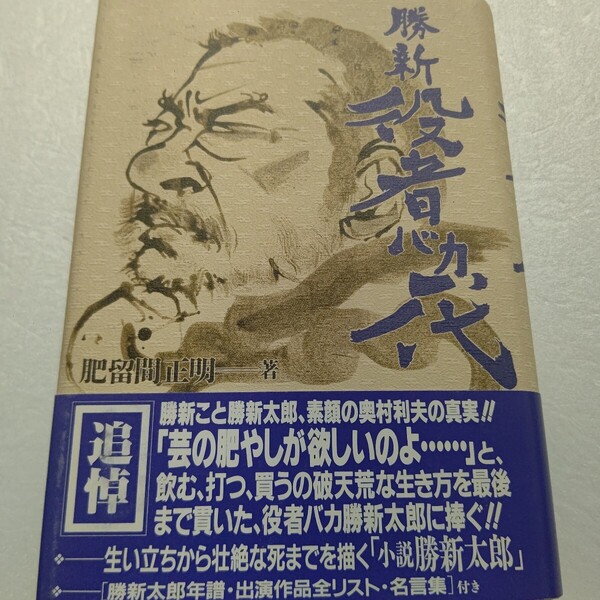 勝新
役者バカ一代
肥留間正明――著
追悼
勝新こと勝新太郎、素顔の奥村利夫の真実!!
「芸の肥やしが欲しいのよ……」と、
飲む、打つ、買うの破天荒な生き方を最後
まで貫いた、役者バカ勝新太郎に捧ぐ!!
❖――生い立ちから壮絶な死までを描く「小説勝新太郎」
❖――[勝新太郎年譜・出演作品全リスト・名言集]付き